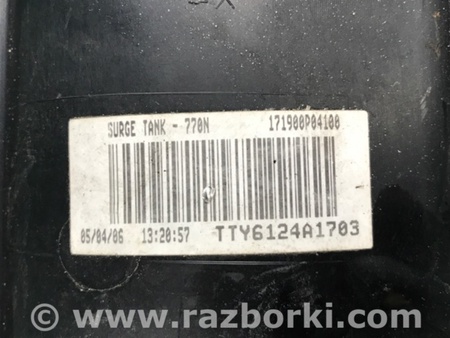 SURGE TANK - 770N 171900P04100
05/04/06 13:20:57 TTY6124A1703
© www.razborki.com